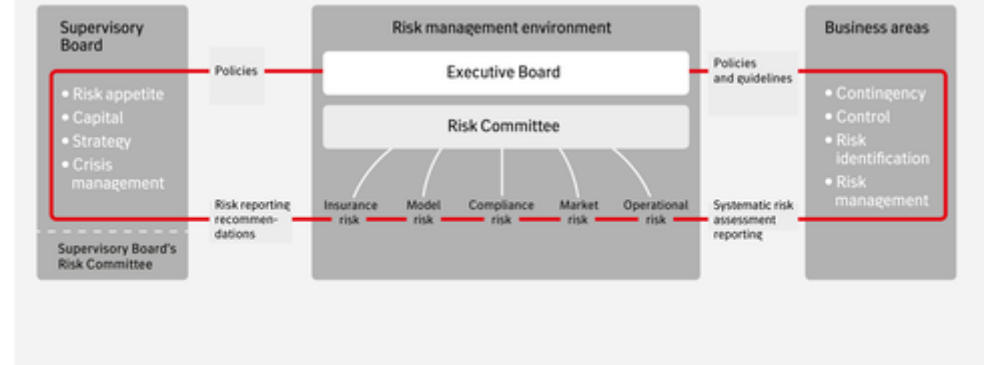 Supervisory
Board
• Risk appetite
• Capital
• Strategy
• Crisis
management
Supervisory Board's
Risk Committee
Policies
Risk reporting
recommen-
dations
Risk management environment
Executive Board
Risk Committee
Insurance
risk
Model
risk
Compliance
risk
Market
risk
Operational
risk
Policies
and guidelines
Systematic risk
assessment
reporting
Business areas
• Contingency
• Control
• Risk
identification
• Risk
management